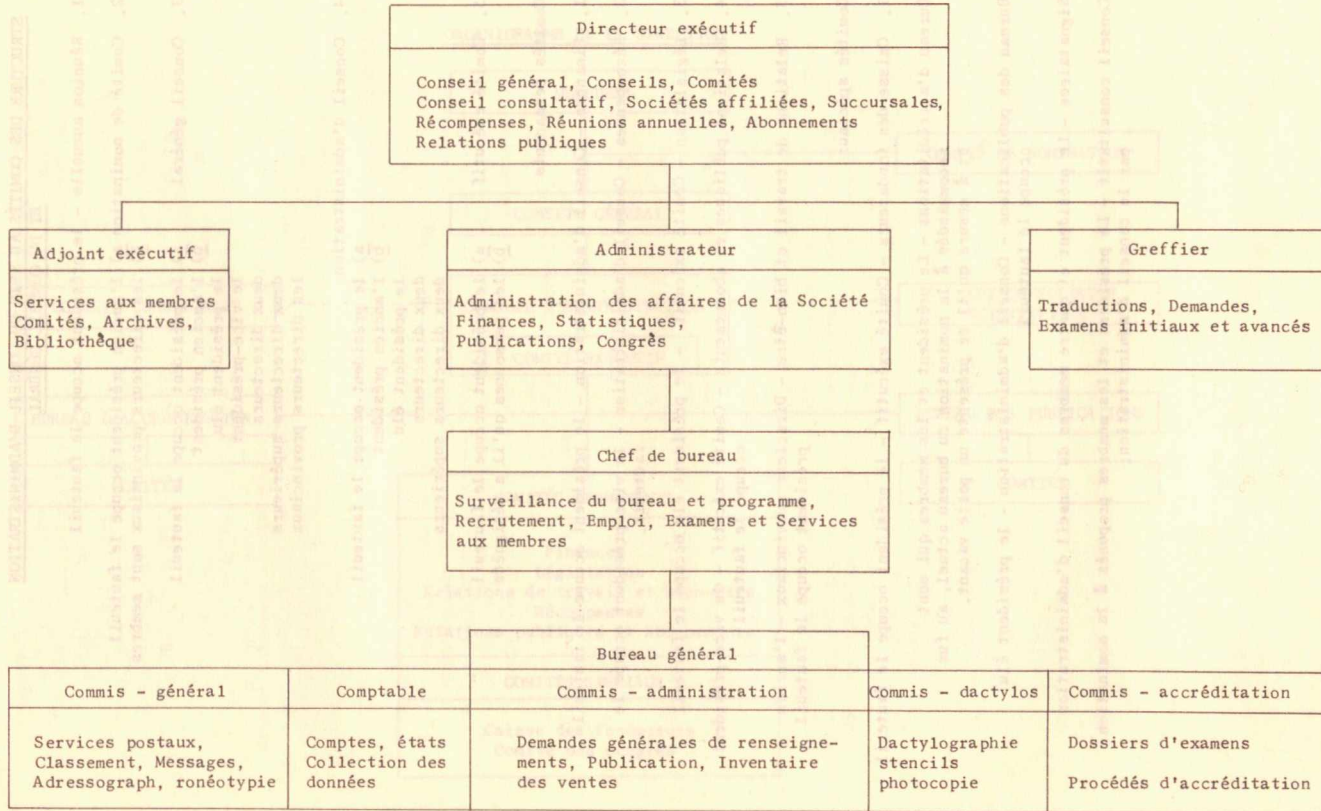 Directeur exécutif
Conseil général, Conseils, Comités
Conseil consultatif, Sociétés affiliées, Succursales,
Récompenses, Réunions annuelles, Abonnements
Relations publiques
Adjoint exécutif
Services aux membres
Comités, Archives,
Bibliothèque
Administrateur
Administration des affaires de la Société
Finances, Statistiques,
Publications, Congrès
Greffier
Traductions, Demandes,
Examens initiaux et avancés
Chef de bureau
Surveillance du bureau et programme,
Recrutement, Emploi, Examens et Services
aux membres
Bureau général
Commis - général
Services postaux,
Classement, Messages,
Adressograph, ronéotypie
Comptable
Comptes, états
Collection des
données
Commis - administration
Demandes générales de renseigne-
ments, Publication, Inventaire
des ventes
Commis - dactylos
Dactylographie
stencils
photocopie
Commis - accréditation
Dossiers d'examens
Procédés d'accréditation